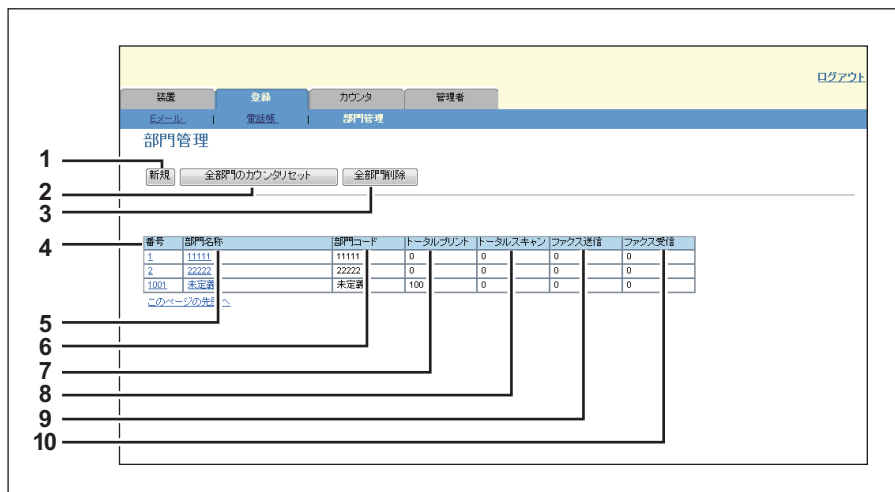 ログアウト
装置 登録 カウンタ 管理者
Eメール | 電話帳 | 部門管理
部門管理
1
新規 全部門のカウンタリセット 全部門削除
2
3
4 番号 部門名称 部門コード トータルプリント トータルスキャン ファクス送信 ファクス受信
1 11111 11111 0 0 0 0
2 22222 22222 0 0 0 0
1001 未定義 未定義 100 0 0 0
このページの先頭へ
5
6
7
8
9
10